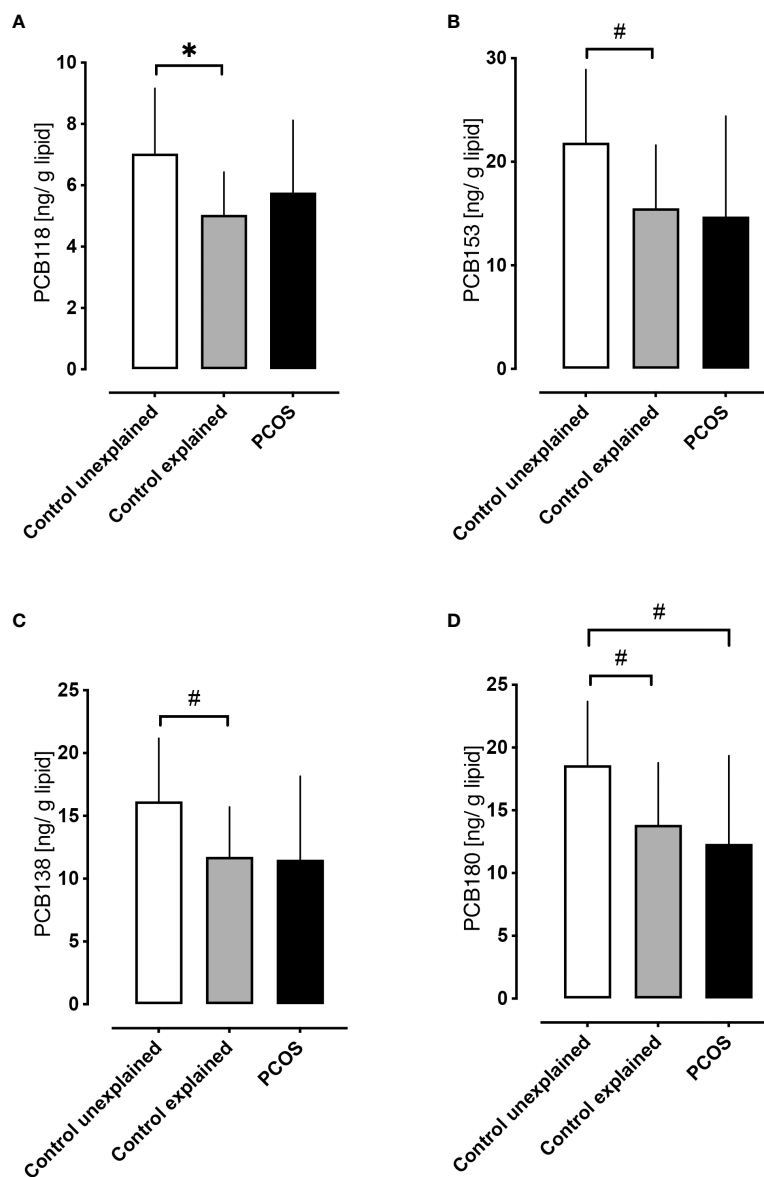 A
*
PCB118 [ng/ g lipid]
10
8
6
4
2
0
Control unexplained
Control explained
PCOS
B
#
PCB153 [ng/ g lipid]
30
20
10
0
Control unexplained
Control explained
PCOS
C
#
PCB138 [ng/ g lipid]
25
20
15
10
5
0
Control unexplained
Control explained
PCOS
D
#
#
PCB180 [ng/ g lipid]
25
20
15
10
5
0
Control unexplained
Control explained
PCOS